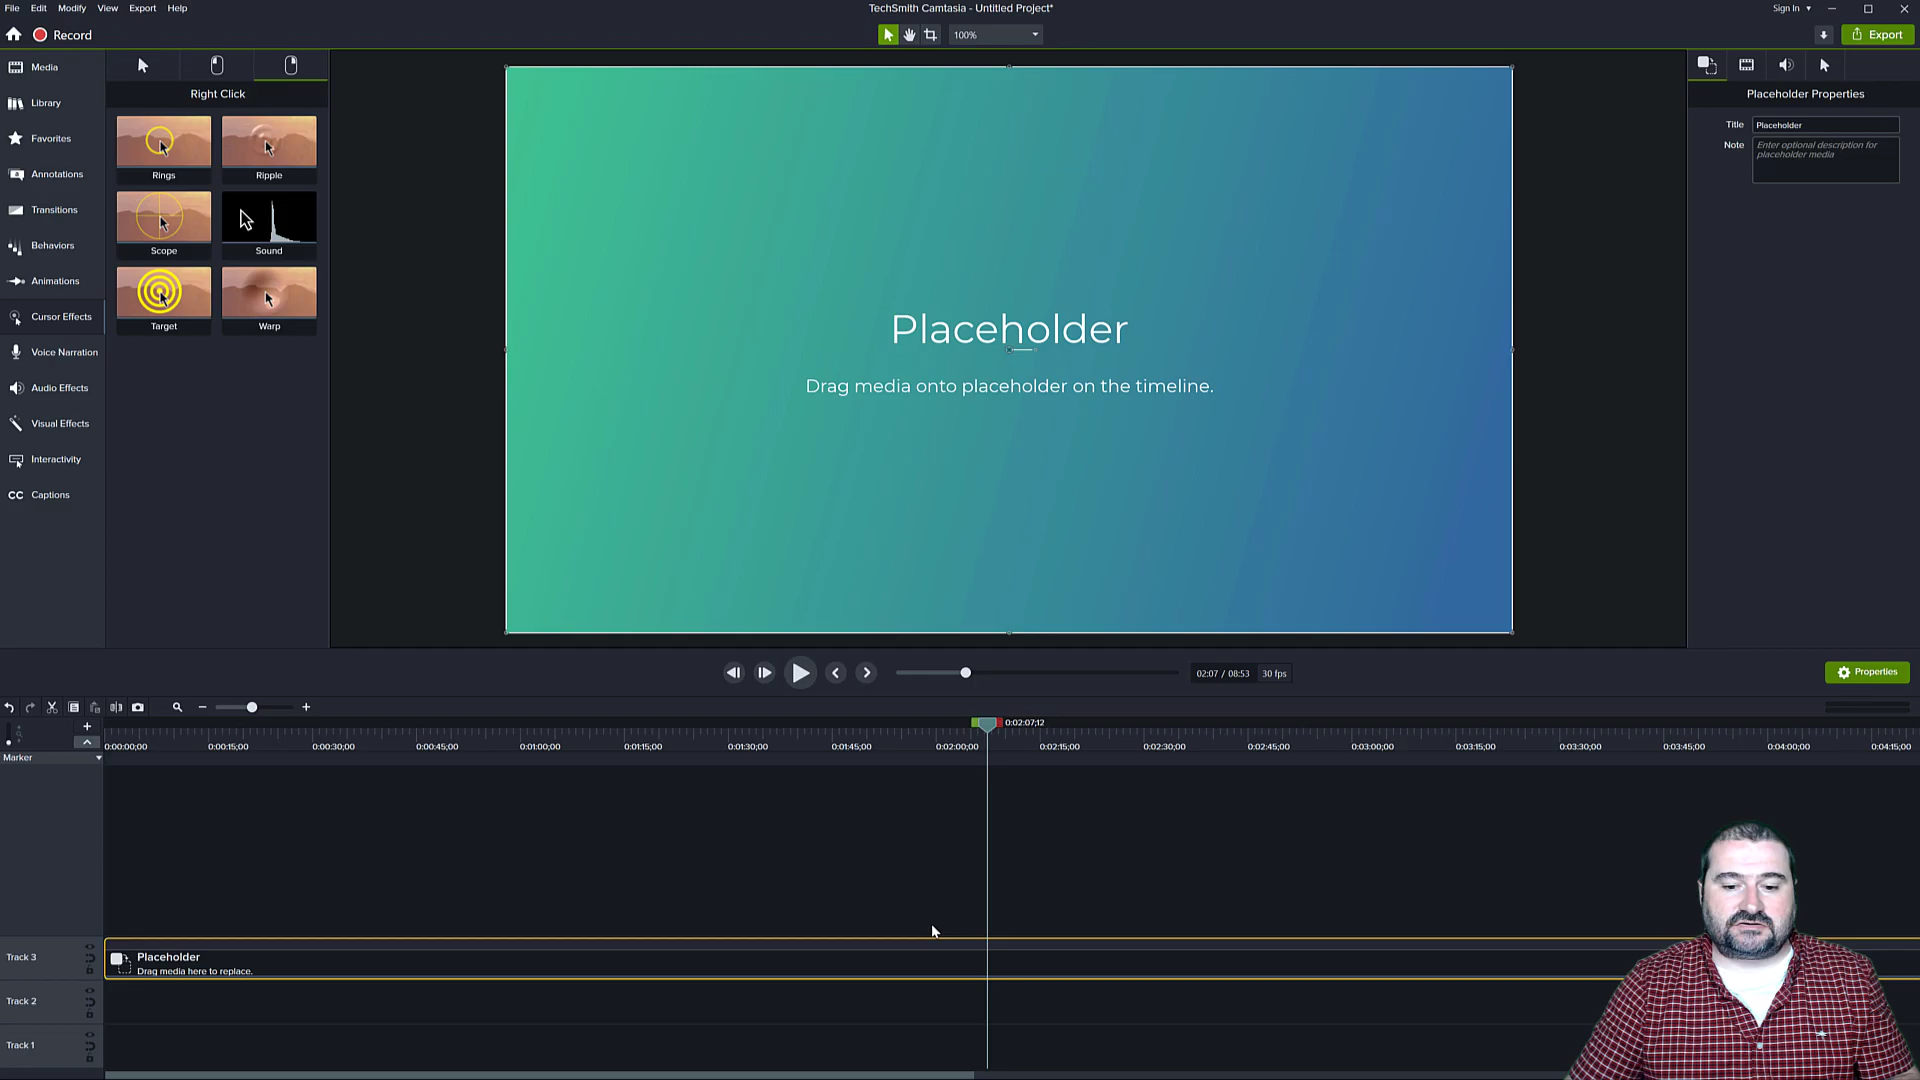 File Edit Modify View Export Help
TechSmith Camtasia - Untitled Project*
Sign In
Record
100%
Export
Media
Library
Favorites
Annotations
Transitions
Behaviors
Animations
Cursor Effects
Voice Narration
Audio Effects
Visual Effects
Interactivity
CC Captions
Right Click
Rings Ripple
Scope Sound
Target Warp
Placeholder
Drag media onto placeholder on the timeline.
Placeholder Properties
Title Placeholder
Note Enter optional description for
placeholder media
02:07 / 08:53 30 fps
Properties
0:02:07;12
0:00:00;00 0:00:15;00 0:00:30;00 0:00:45;00 0:01:00;00 0:01:15;00 0:01:30;00 0:01:45;00 0:02:00;00 0:02:15;00 0:02:30;00 0:02:45;00 0:03:00;00 0:03:15;00 0:03:30;00 0:03:45;00 0:04:00;00 0:04:15;00
Marker
Track 3
Placeholder
Drag media here to replace.
Track 2
Track 1